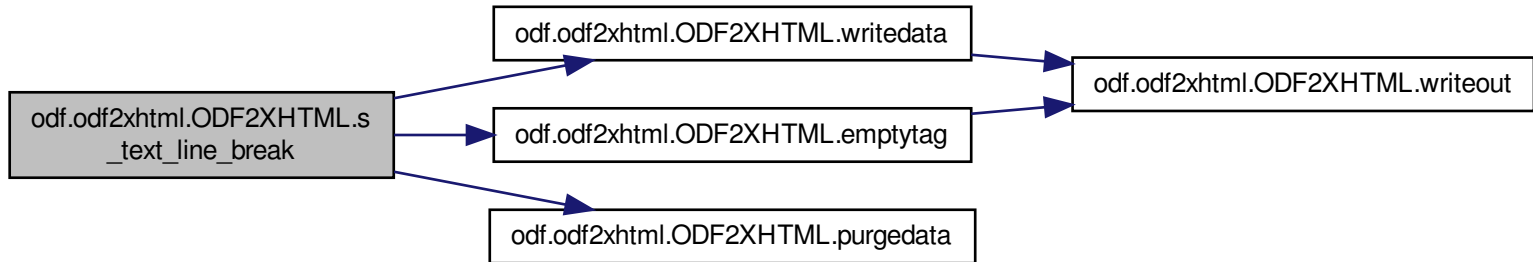 odf.odf2xhtml.ODF2XHTML.s
_text_line_break
odf.odf2xhtml.ODF2XHTML.writedata
odf.odf2xhtml.ODF2XHTML.emptytag
odf.odf2xhtml.ODF2XHTML.purgedata
odf.odf2xhtml.ODF2XHTML.writeout